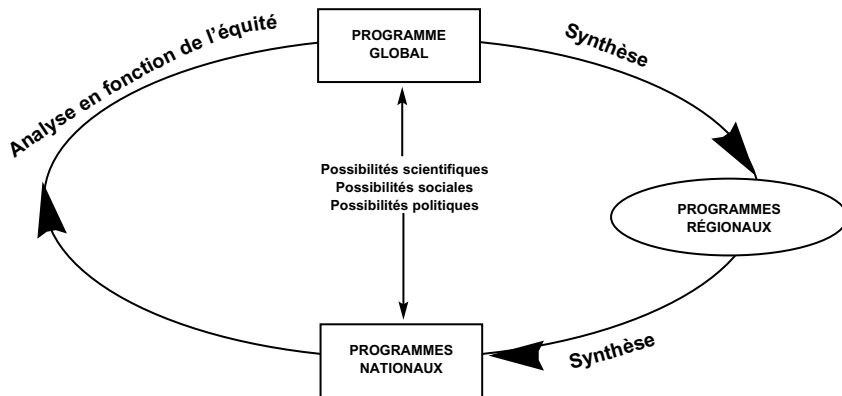 Analyse en fonction de l'équité
PROGRAMME
GLOBAL
Synthèse
Possibilités scientifiques
Possibilités sociales
Possibilités politiques
PROGRAMMES
RÉGIONAUX
PROGRAMMES
NATIONAUX
Synthèse